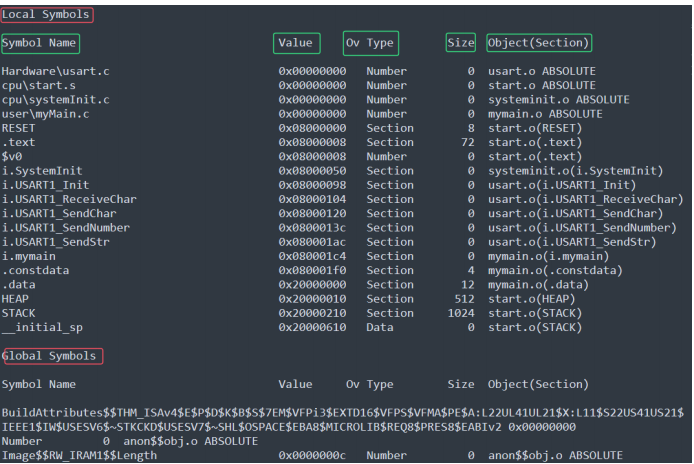 Local Symbols
Symbol Name Value Ov Type Size Object(Section)
Hardware\usart.c 0x00000000 Number 0 usart.o ABSOLUTE
cpu\start.s 0x00000000 Number 0 start.o ABSOLUTE
cpu\systemInit.c 0x00000000 Number 0 systeminit.o ABSOLUTE
user\myMain.c 0x00000000 Number 0 mymain.o ABSOLUTE
RESET 0x08000000 Section 8 start.o(RESET)
.text 0x08000008 Section 72 start.o(.text)
$v0 0x08000008 Number 0 start.o(.text)
i.SystemInit 0x08000050 Section 0 systeminit.o(i.SystemInit)
i.USART1_Init 0x08000098 Section 0 usart.o(i.USART1_Init)
i.USART1_ReceiveChar 0x08000104 Section 0 usart.o(i.USART1_ReceiveChar)
i.USART1_SendChar 0x08000120 Section 0 usart.o(i.USART1_SendChar)
i.USART1_SendNumber 0x0800013c Section 0 usart.o(i.USART1_SendNumber)
i.USART1_SendStr 0x080001ac Section 0 usart.o(i.USART1_SendStr)
i.mymain 0x080001c4 Section 0 mymain.o(i.mymain)
.constdata 0x080001f0 Section 4 mymain.o(.constdata)
.data 0x20000000 Section 12 mymain.o(.data)
HEAP 0x20000010 Section 512 start.o(HEAP)
STACK 0x20000210 Section 1024 start.o(STACK)
__initial_sp 0x20000610 Data 0 start.o(STACK)
Global Symbols
Symbol Name Value Ov Type Size Object(Section)
BuildAttributes$$THM_ISAv4$E$P$D$K$B$S$7EM$VFPi3$EXTD16$VFPS$VFMA$PE$A:L22UL41UL21$X:L11$S22US41US21$
IEEE1$IW$USESV6$~STKCKD$USESV7$~SHL$OSPACE$EBA8$MICROLIB$REQ8$PRES8$EABIv2 0x00000000
Number 0 anon$$obj.o ABSOLUTE
Image$$RW_IRAM1$$Length 0x0000000c Number 0 anon$$obj.o ABSOLUTE